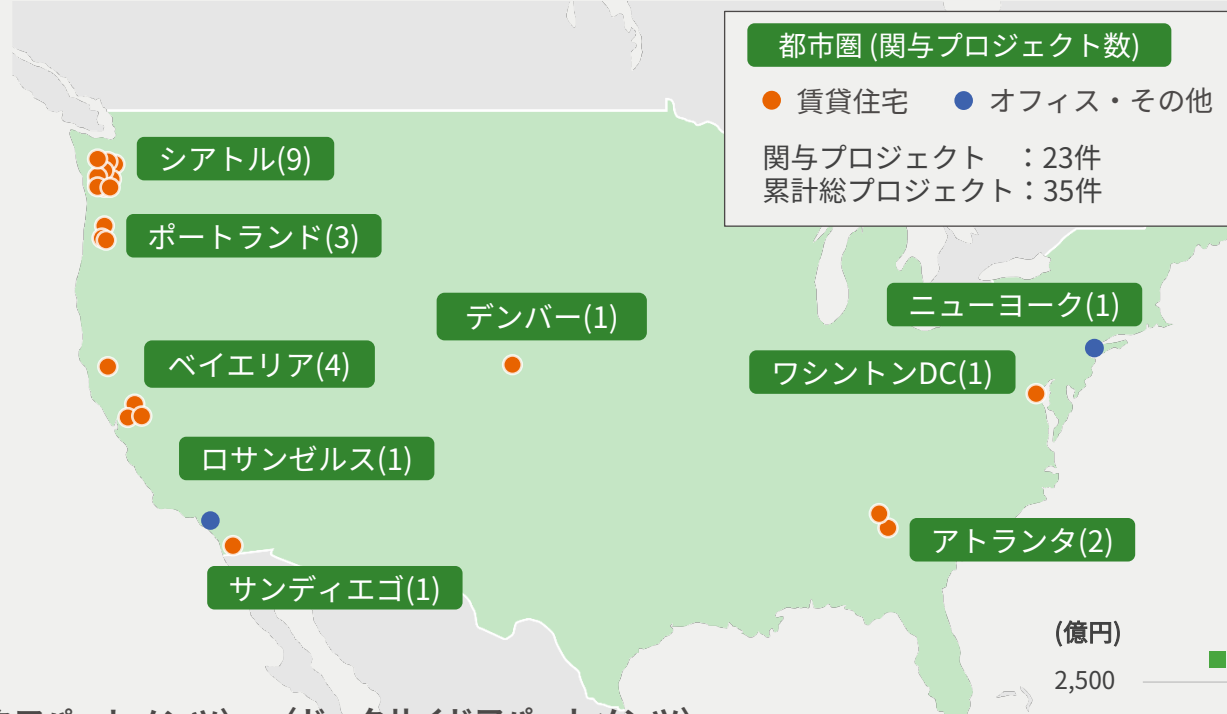 都市圏 (関与プロジェクト数)
賃貸住宅 オフィス・その他
関与プロジェクト ：23件
累計総プロジェクト：35件
シアトル(9)
ポートランド(3)
デンバー(1)
ニューヨーク(1)
ベイエリア(4)
ワシントンDC(1)
ロサンゼルス(1)
アトランタ(2)
サンディエゴ(1)
(億円)
2,500